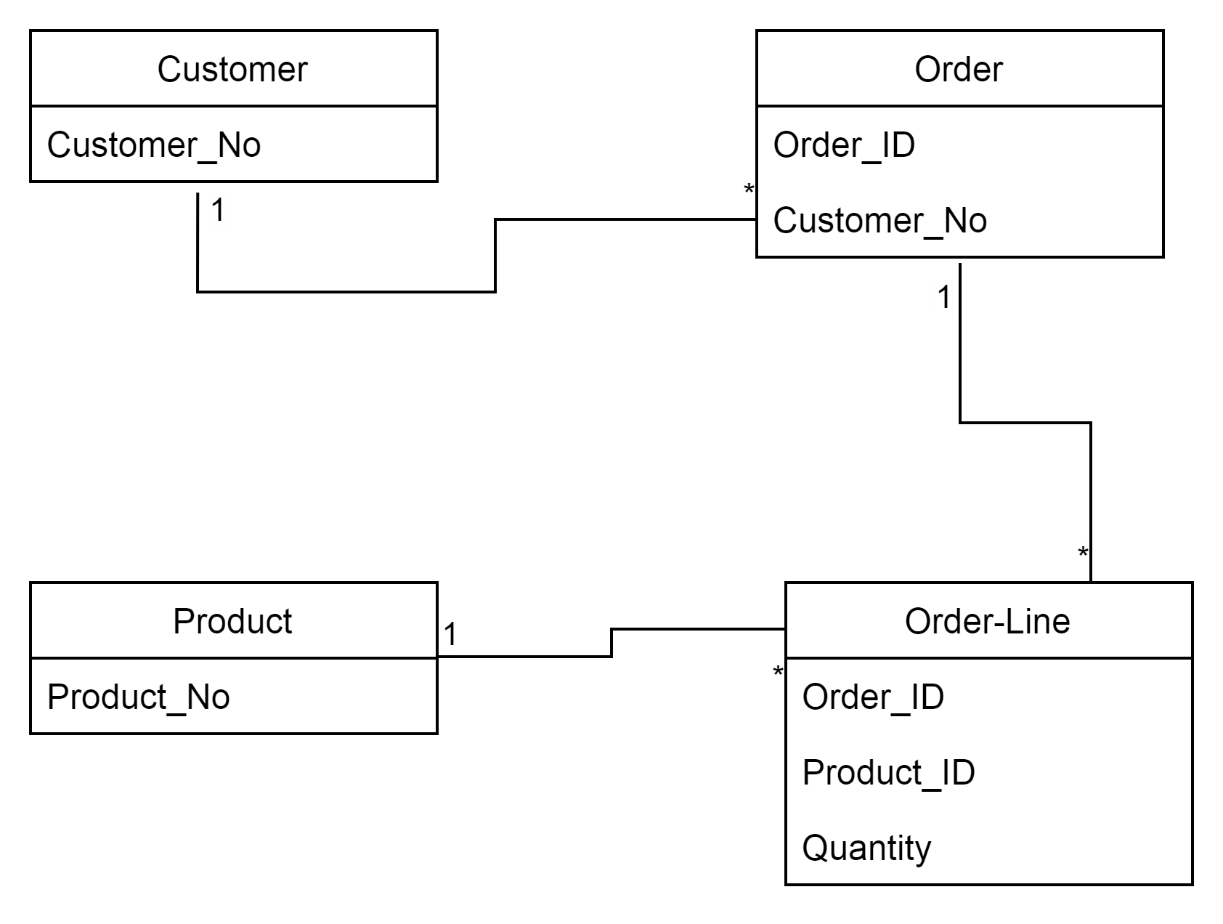 Customer
Customer_No
1
Order
Order_ID
*
Customer_No
1
*
Product
1
Product_No
Order-Line
*
Order_ID
Product_ID
Quantity